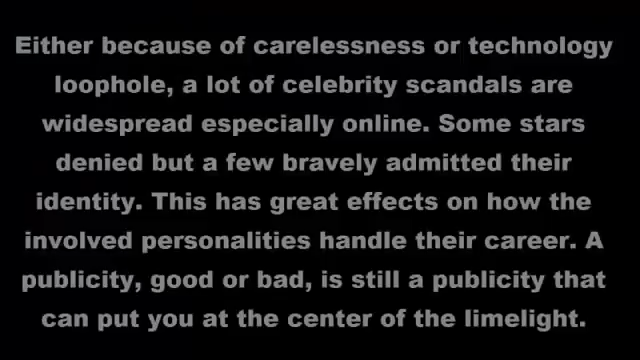 Either because of carelessness or technology
loophole, a lot of celebrity scandals are
widespread especially online. Some stars
denied but a few bravely admitted their
identity. This has great effects on how the
involved personalities handle their career. A
publicity, good or bad, is still a publicity that
can put you at the center of the limelight.